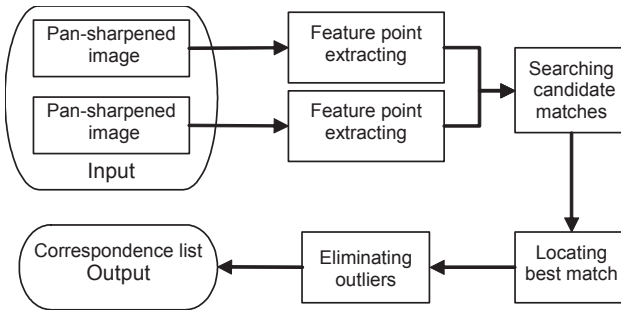 Pan-sharpened
image
Feature point
extracting
Searching
candidate
matches
Pan-sharpened
image
Feature point
extracting
Input
Correspondence list
Output
Eliminating
outliers
Locating
best match